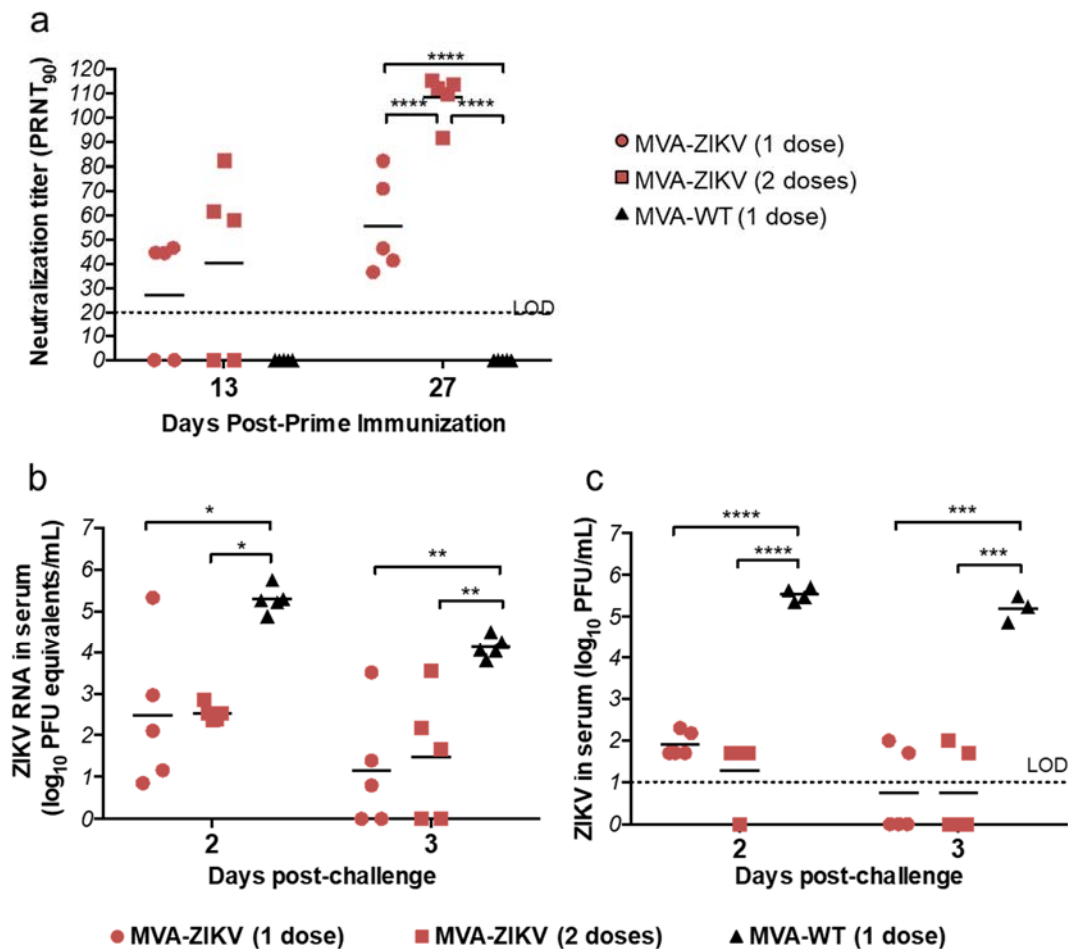 a
Neutralization titer (PRNT90)
120
110
100
90
80
70
60
50
40
30
20
10
0
****
**** ****
LOD
13 27
Days Post-Prime Immunization
MVA-ZIKV (1 dose)
MVA-ZIKV (2 doses)
MVA-WT (1 dose)
b
ZIKV RNA in serum
(log10 PFU equivalents/mL)
7
6
5
4
3
2
1
0
*
*
**
**
2 3
Days post-challenge
c
ZIKV in serum (log10 PFU/mL)
7
6
5
4
3
2
1
0
****
****
***
***
LOD
2 3
Days post-challenge
MVA-ZIKV (1 dose) MVA-ZIKV (2 doses) MVA-WT (1 dose)